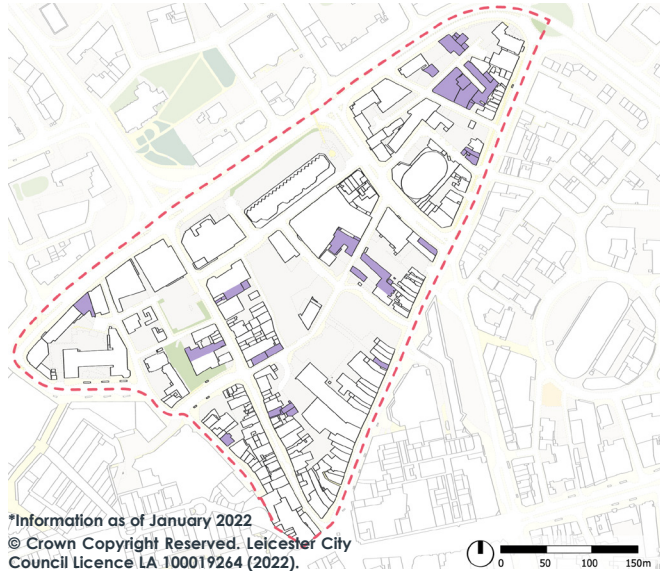 *Information as of January 2022
© Crown Copyright Reserved. Leicester City
Council Licence LA 100019264 (2022).
0 50 100 150m